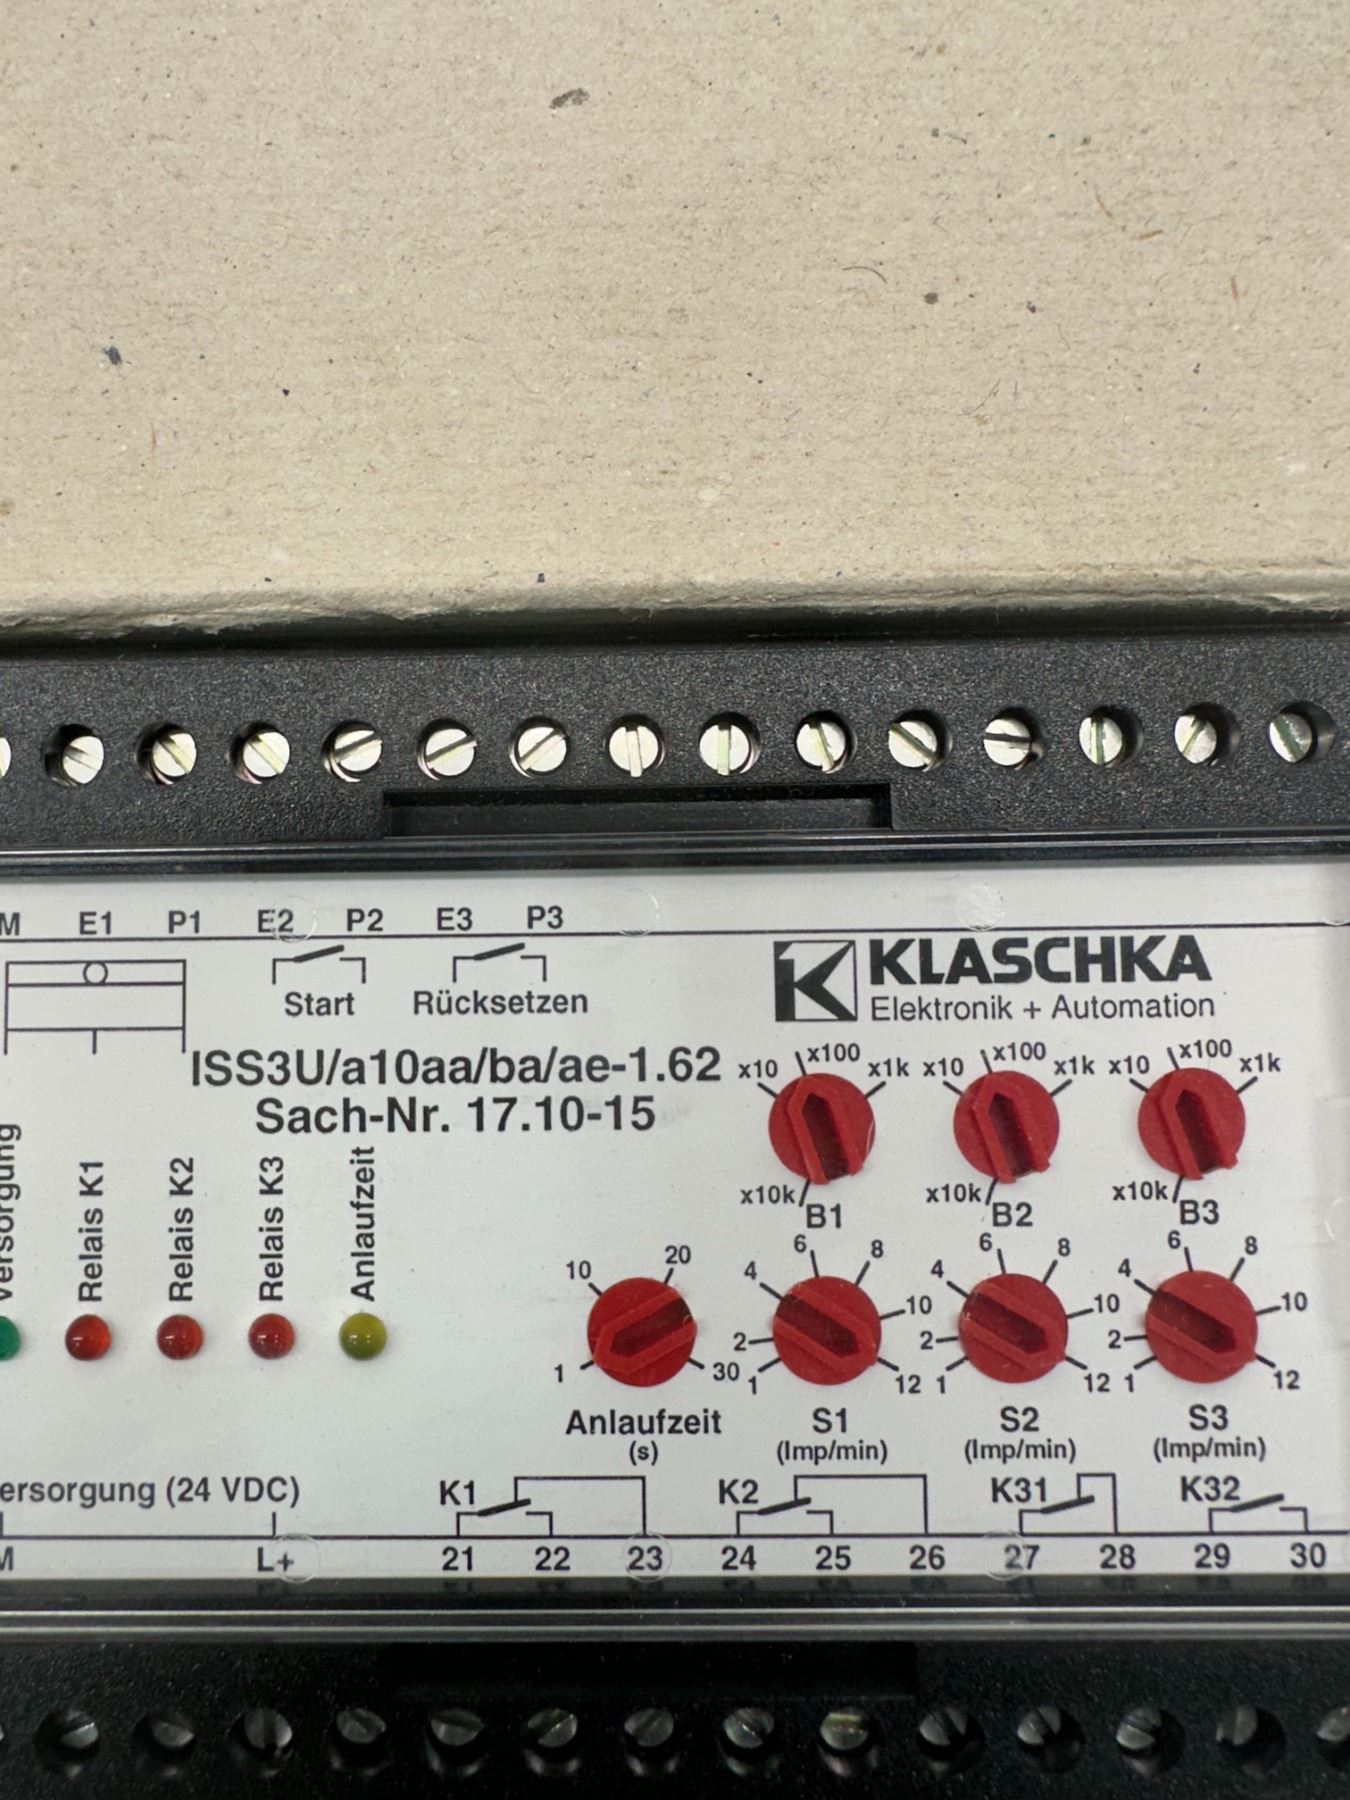 M E1 P1 E2 P2 E3 P3
Start Rücksetzen
KLASCHKA
Elektronik + Automation
ISS3U/a10aa/ba/ae-1.62
Sach-Nr. 17.10-15
x10 x100 x1k x10 x100 x1k x10 x100 x1k
x10k x10k x10k
B1 B2 B3
ersorgung
Relais K1
Relais K2
Relais K3
Anlaufzeit
10 20
1 30
Anlaufzeit
(s)
1 2 4 6 8 10 12
S1
(Imp/min)
1 2 4 6 8 10 12
S2
(Imp/min)
1 2 4 6 8 10 12
S3
(Imp/min)
ersorgung (24 VDC) K1 K2 K31 K32
M L+ 21 22 23 24 25 26 27 28 29 30